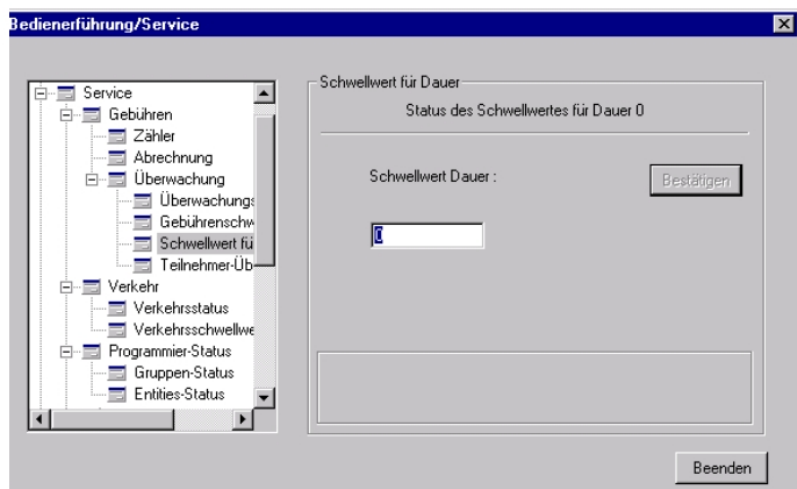 Bedienerführung/Service
Service
Gebühren
Zähler
Abrechnung
Überwachung
Überwachungs
Gebührenschw
Schwellwert fü
Teilnehmer-Üb
Verkehr
Verkehrsstatus
Verkehrsschwellwe
Programmier-Status
Gruppen-Status
Entities-Status
Schwellwert für Dauer
Status des Schwellwertes für Dauer 0
Schwellwert Dauer :
Bestätigen
0
Beenden